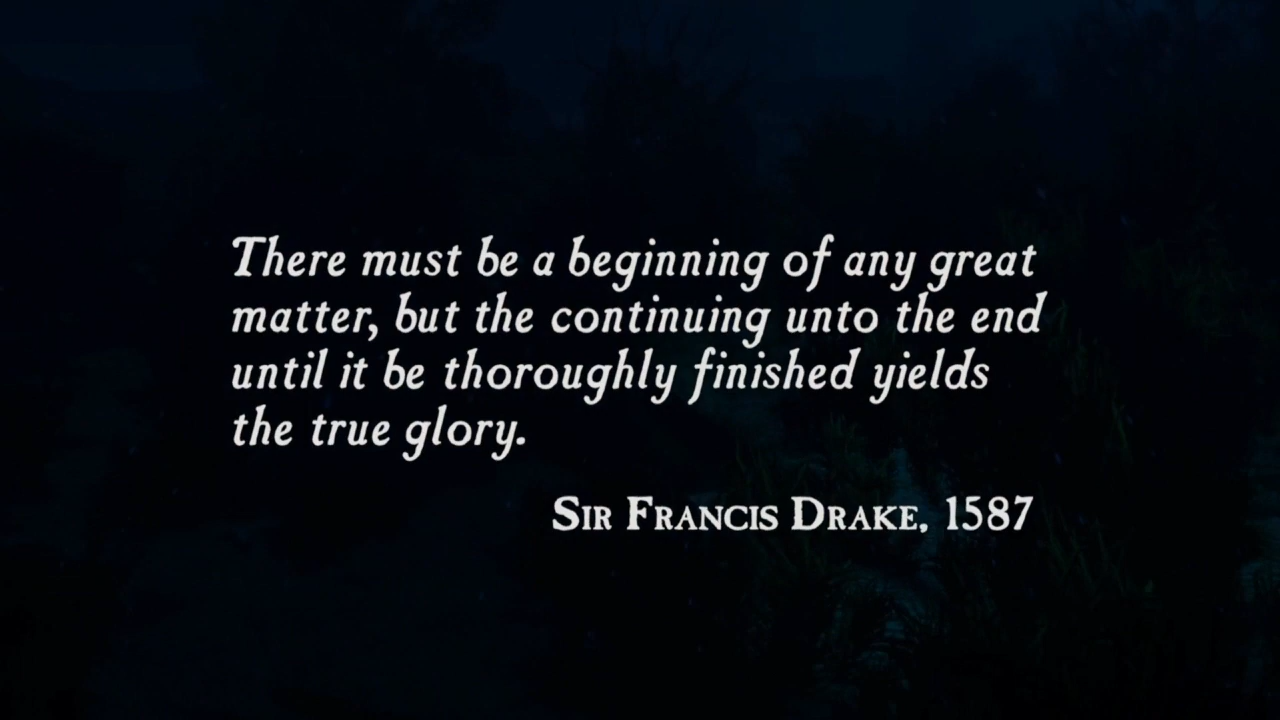 There must be a beginning of any great
matter, but the continuing unto the end
until it be thoroughly finished yields
the true glory.
Sir Francis Drake, 1587